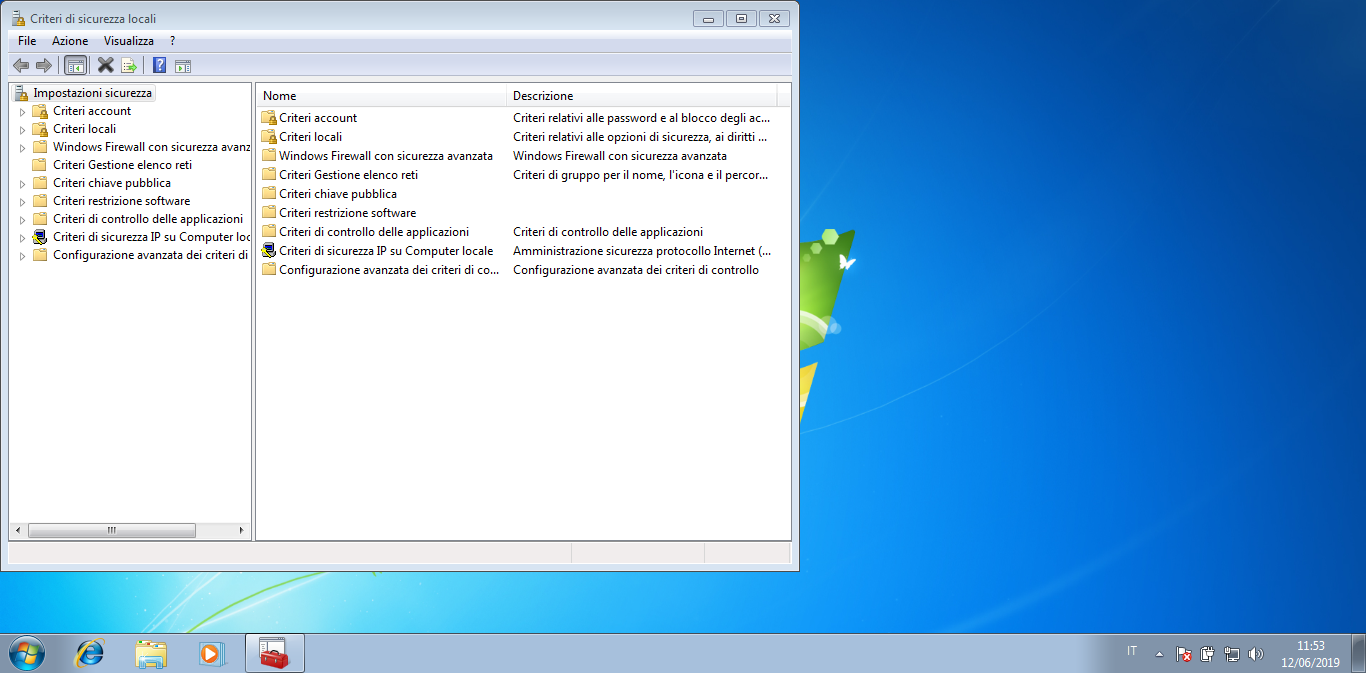 Criteri di sicurezza locali
File Azione Visualizza ?
Impostazioni sicurezza
Criteri account
Criteri locali
Windows Firewall con sicurezza avanz
Criteri Gestione elenco reti
Criteri chiave pubblica
Criteri restrizione software
Criteri di controllo delle applicazioni
Criteri di sicurezza IP su Computer loc
Configurazione avanzata dei criteri di
Nome Descrizione
Criteri account Criteri relativi alle password e al blocco degli ac...
Criteri locali Criteri relativi alle opzioni di sicurezza, ai diritti ...
Windows Firewall con sicurezza avanzata Windows Firewall con sicurezza avanzata
Criteri Gestione elenco reti Criteri di gruppo per il nome, l'icona e il percor...
Criteri chiave pubblica
Criteri restrizione software
Criteri di controllo delle applicazioni Criteri di controllo delle applicazioni
Criteri di sicurezza IP su Computer locale Amministrazione sicurezza protocollo Internet (...
Configurazione avanzata dei criteri di co... Configurazione avanzata dei criteri di controllo
IT
11:53
12/06/2019